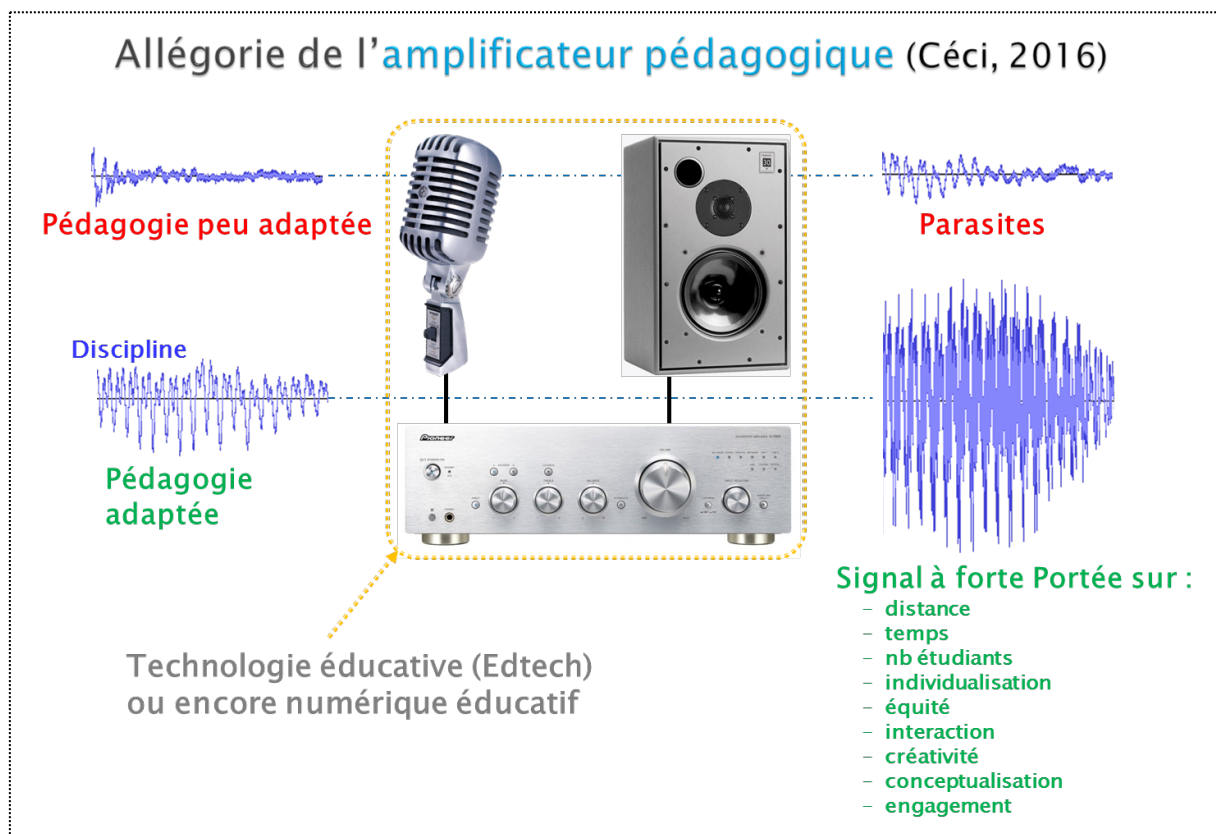 Allégorie de l'amplificateur pédagogique (Céci, 2016)
Pédagogie peu adaptée
Parasites
Discipline
Pédagogie
adaptée
Pioneer
Signal à forte Portée sur :
– distance
– temps
– nb étudiants
– individualisation
– équité
– interaction
– créativité
– conceptualisation
– engagement
Technologie éducative (Edtech)
ou encore numérique éducatif